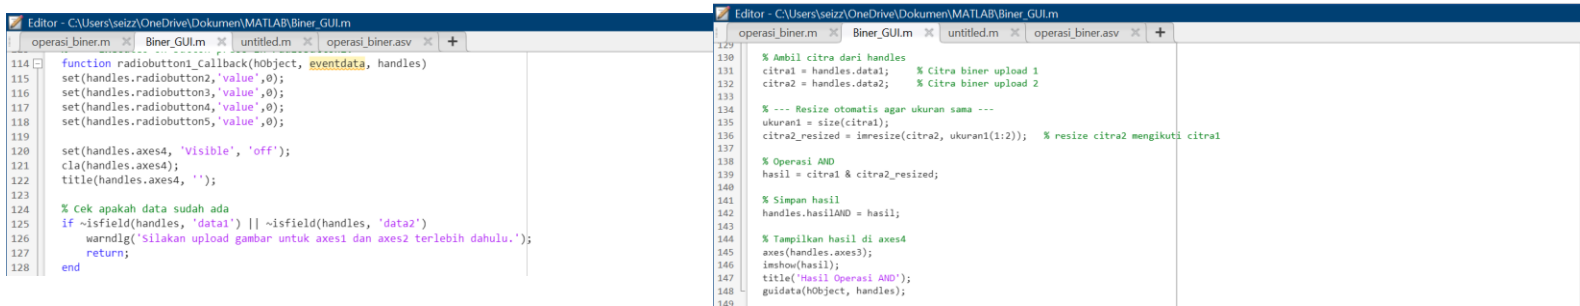 Editor - C:\Users\seizz\OneDrive\Dokumen\MATLAB\Biner_GUI.m
operasi_biner.m × Biner_GUI.m × untitled.m × operasi_biner.asv × +
114 function radiobutton1_Callback(hObject, eventdata, handles)
115 set(handles.radiobutton2,'value',0);
116 set(handles.radiobutton3,'value',0);
117 set(handles.radiobutton4,'value',0);
118 set(handles.radiobutton5,'value',0);
119
120 set(handles.axes4, 'Visible', 'off');
121 cla(handles.axes4);
122 title(handles.axes4, '');
123
124 % Cek apakah data sudah ada
125 if ~isfield(handles, 'data1') || ~isfield(handles, 'data2')
126 warndlg('Silakan upload gambar untuk axes1 dan axes2 terlebih dahulu.');
127 return;
128 end
Editor - C:\Users\seizz\OneDrive\Dokumen\MATLAB\Biner_GUI.m
operasi_biner.m × Biner_GUI.m × untitled.m × operasi_biner.asv × +
129
130 % Ambil citra dari handles
131 citra1 = handles.data1; % Citra biner upload 1
132 citra2 = handles.data2; % Citra biner upload 2
133
134 % --- Resize otomatis agar ukuran sama ---
135 ukuran1 = size(citra1);
136 citra2_resized = imresize(citra2, ukuran1(1:2)); % resize citra2 mengikuti citra1
137
138 % Operasi AND
139 hasil = citra1 & citra2_resized;
140
141 % Simpan hasil
142 handles.hasilAND = hasil;
143
144 % Tampilkan hasil di axes4
145 axes(handles.axes3);
146 imshow(hasil);
147 title('Hasil Operasi AND');
148 guidata(hObject, handles);
149